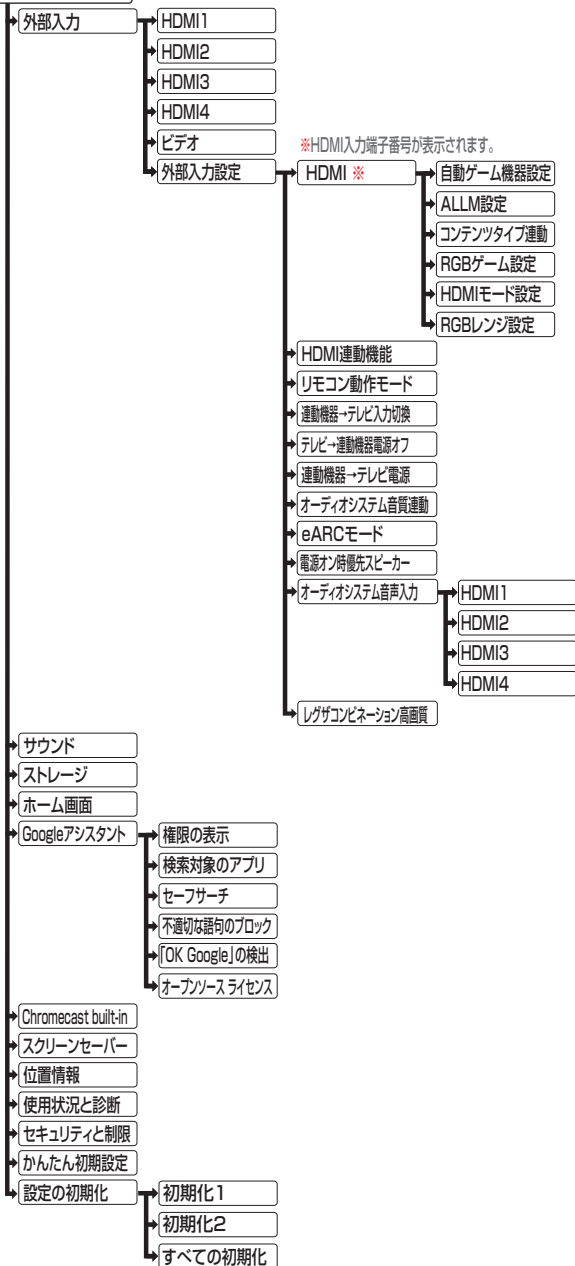 外部入力
HDMI1
HDMI2
HDMI3
HDMI4
ビデオ
※HDMI入力端子番号が表示されます。
外部入力設定
HDMI ※
自動ゲーム機器設定
ALLM設定
コンテンツタイプ連動
RGBゲーム設定
HDMIモード設定
RGBレンジ設定
HDMI連動機能
リモコン動作モード
連動機器→テレビ入力切換
テレビ→連動機器電源オフ
連動機器→テレビ電源
オーディオシステム音質連動
eARCモード
電源オン時優先スピーカー
オーディオシステム音声入力
HDMI1
HDMI2
HDMI3
HDMI4
レグザコンビネーション高画質
サウンド
ストレージ
ホーム画面
Googleアシスタント
権限の表示
検索対象のアプリ
セーフサーチ
不適切な語句のブロック
「OK Google」の検出
オープンソース ライセンス
Chromecast built-in
スクリーンセーバー
位置情報
使用状況と診断
セキュリティと制限
かんたん初期設定
設定の初期化
初期化1
初期化2
すべての初期化